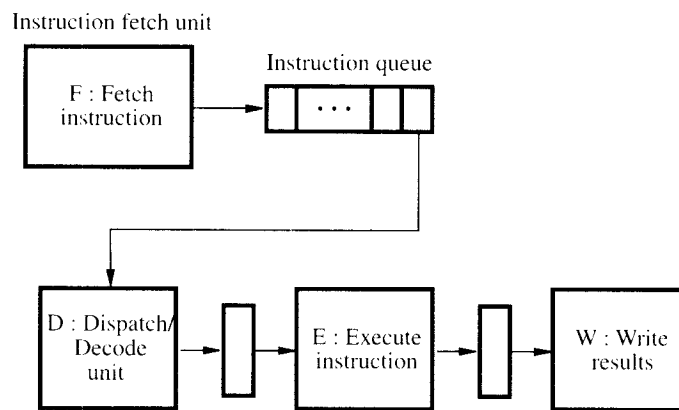 Instruction fetch unit
F : Fetch
instruction
Instruction queue
. . .
D : Dispatch/
Decode
unit
E : Execute
instruction
W : Write
results